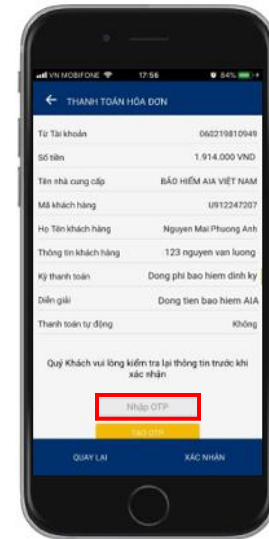 VN MOBIFONE 17:56 84%
THANH TOÁN HÓA ĐƠN
Từ Tài khoản 060219810949
Số tiền 1.914.000 VND
Tên nhà cung cấp BẢO HIỂM AIA VIỆT NAM
Mã khách hàng U912247207
Họ Tên khách hàng Nguyen Mai Phuong Anh
Thông tin khách hàng 123 nguyen van luong
Kỳ thanh toán Dong phi bao hiem dinh ky
Diễn giải Dong tien bao hiem AIA
Thanh toán tự động Không
Quý Khách vui lòng kiểm tra lại thông tin trước khi
xác nhận
Nhập OTP
TẠO OTP
QUAY LẠI XÁC NHẬN